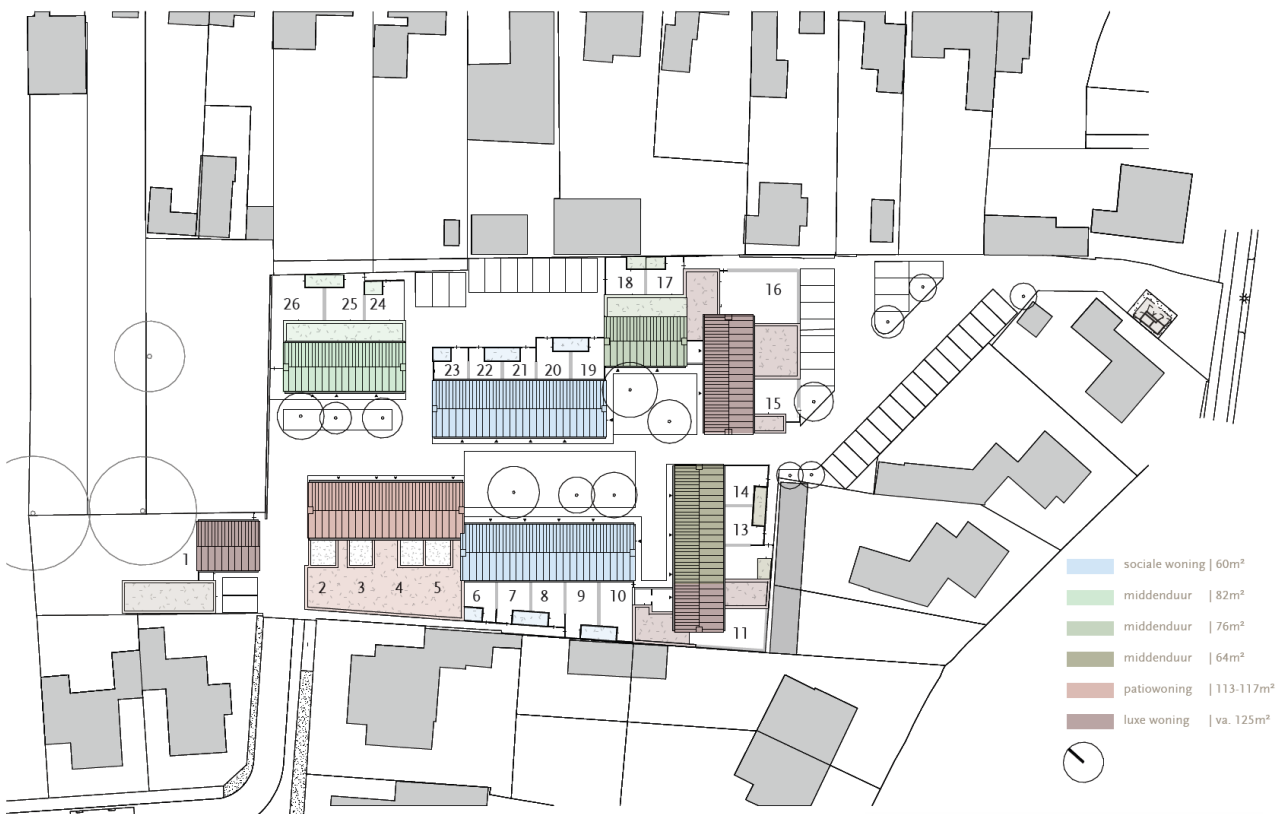 18 17
16
26 25 24
23 22 21 20 19
15
14
13
1
2 3 4 5
6 7 8 9 10
11
sociale woning | 60m²
middenduur | 82m²
middenduur | 76m²
middenduur | 64m²
patiowoning | 113-117m²
luxe woning | va. 125m²